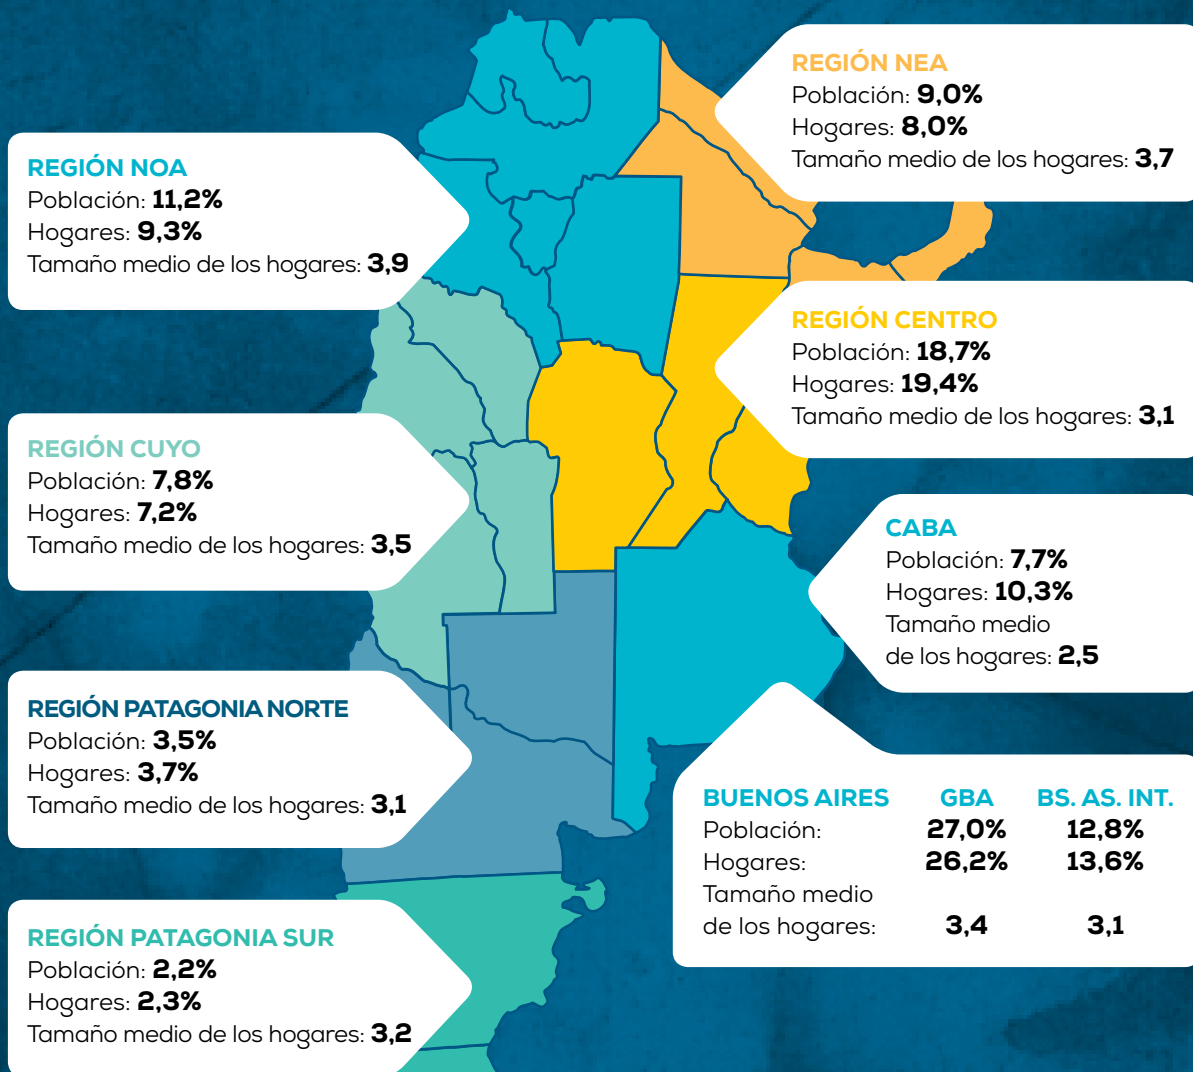 REGIÓN NEA
Población: 9,0%
Hogares: 8,0%
Tamaño medio de los hogares: 3,7
REGIÓN NOA
Población: 11,2%
Hogares: 9,3%
Tamaño medio de los hogares: 3,9
REGIÓN CENTRO
Población: 18,7%
Hogares: 19,4%
Tamaño medio de los hogares: 3,1
REGIÓN CUYO
Población: 7,8%
Hogares: 7,2%
Tamaño medio de los hogares: 3,5
CABA
Población: 7,7%
Hogares: 10,3%
Tamaño medio
de los hogares: 2,5
REGIÓN PATAGONIA NORTE
Población: 3,5%
Hogares: 3,7%
Tamaño medio de los hogares: 3,1
BUENOS AIRES GBA BS. AS. INT.
Población: 27,0% 12,8%
Hogares: 26,2% 13,6%
Tamaño medio
de los hogares: 3,4 3,1
REGIÓN PATAGONIA SUR
Población: 2,2%
Hogares: 2,3%
Tamaño medio de los hogares: 3,2